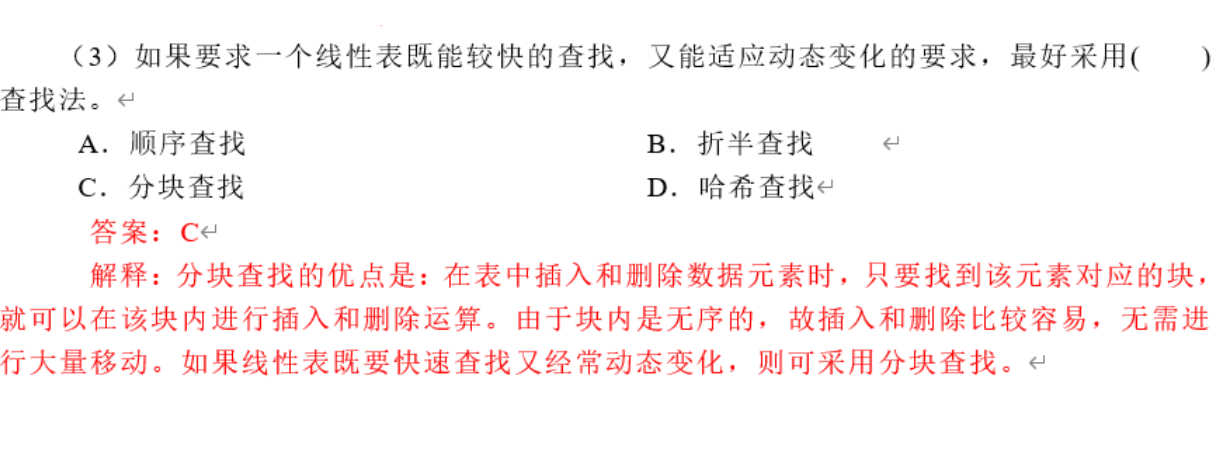 （3）如果要求一个线性表既能较快的查找，又能适应动态变化的要求，最好采用(　　)
查找法。↵
A．顺序查找　　B．折半查找　　↵
C．分块查找　　D．哈希查找↵
答案：C↵
解释：分块查找的优点是：在表中插入和删除数据元素时，只要找到该元素对应的块，
就可以在该块内进行插入和删除运算。由于块内是无序的，故插入和删除比较容易，无需进
行大量移动。如果线性表既要快速查找又经常动态变化，则可采用分块查找。↵